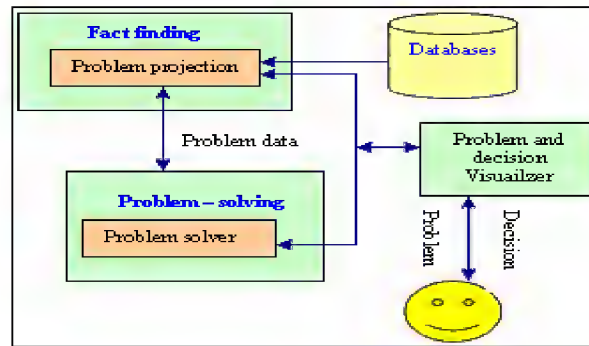 Fact finding
Problem projection
Databases
Problem data
Problem and
decision
Visuailzer
Problem – solving
Problem solver
Problem
Decision